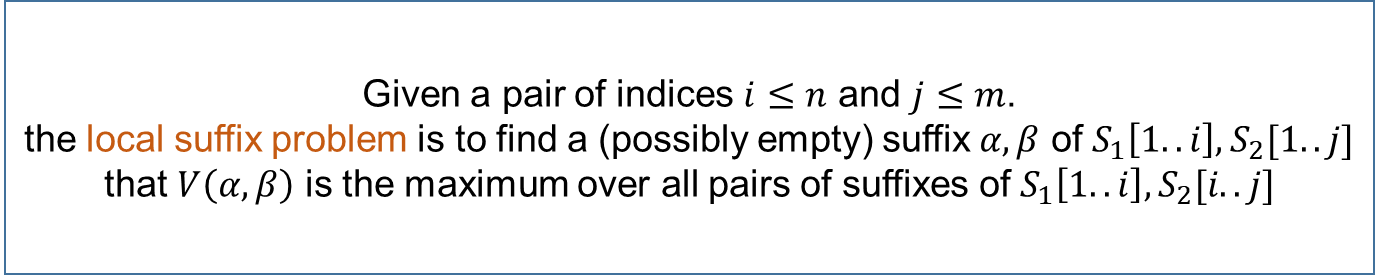 Given a pair of indices 𝑖 ≤ 𝑛 and 𝑗 ≤ 𝑚.
the local suffix problem is to find a (possibly empty) suffix 𝛼, 𝛽 of 𝑆₁[1. . 𝑖], 𝑆₂[1. . 𝑗]
that 𝑉(𝛼, 𝛽) is the maximum over all pairs of suffixes of 𝑆₁[1. . 𝑖], 𝑆₂[𝑖. . 𝑗]